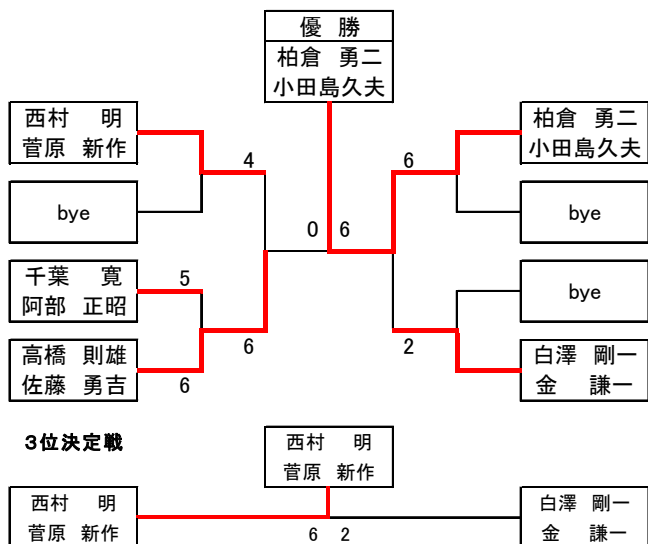 優 勝
柏倉 勇二
小田島久夫
西村 明
菅原 新作
柏倉 勇二
小田島久夫
4
6
bye
bye
0 6
千葉 寛
阿部 正昭
5
bye
高橋 則雄
佐藤 勇吉
6
6
2
白澤 剛一
金 謙一
3位決定戦
西村 明
菅原 新作
西村 明
菅原 新作
6 2
白澤 剛一
金 謙一